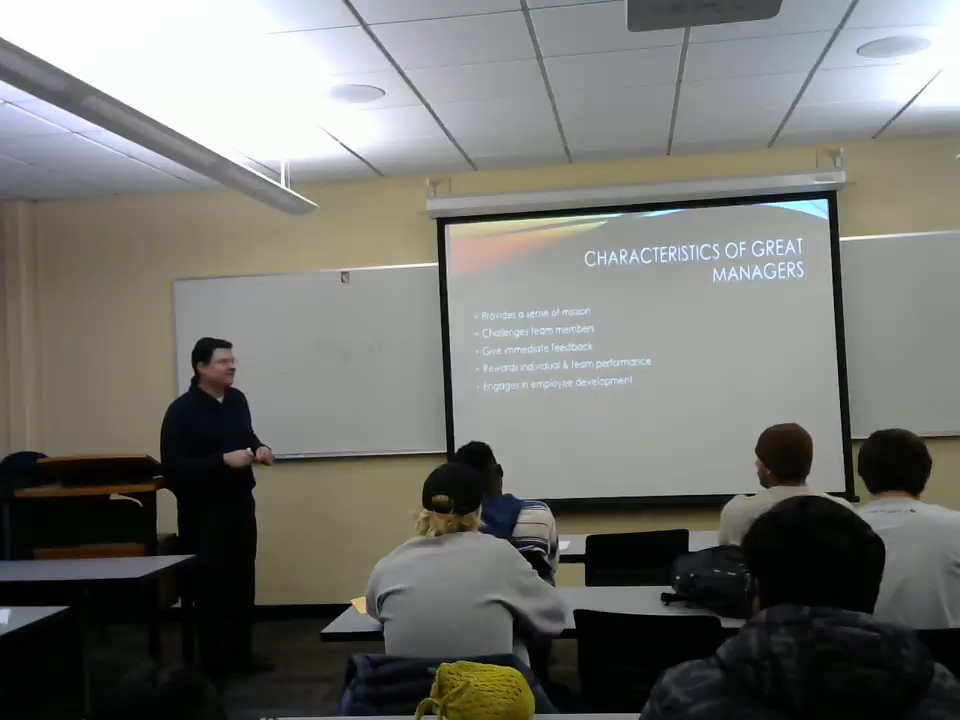 CHARACTERISTICS OF GREAT
MANAGERS
Provides a sense of mission
Challenges team members
Give immediate feedback
Rewards individual & team performance
Engages in employee development